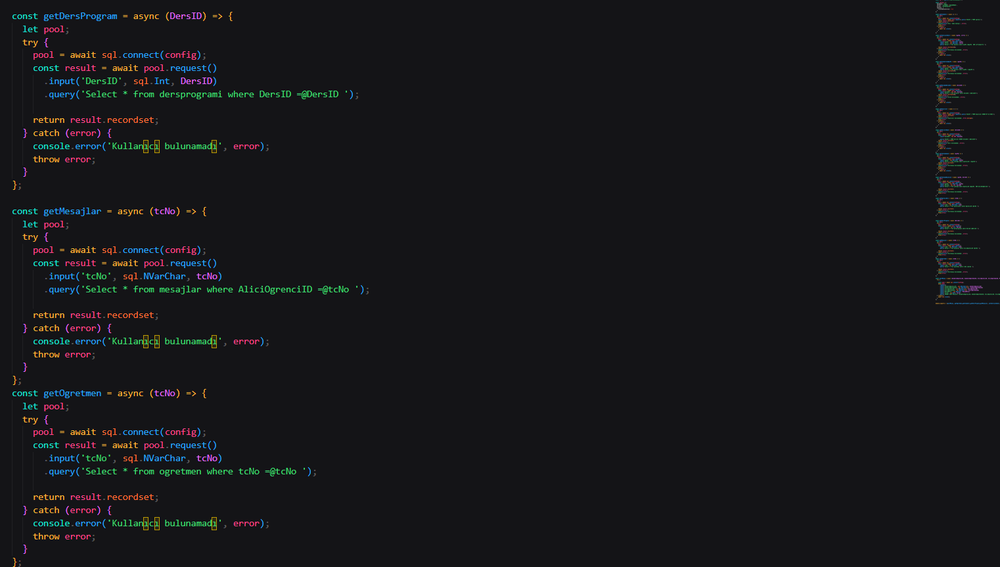 const getDersProgram = async (DersID) => {
let pool;
try {
pool = await sql.connect(config);
const result = await pool.request()
.input('DersID', sql.Int, DersID)
.query('Select * from dersprogrami where DersID =@DersID ');
return result.recordset;
} catch (error) {
console.error('Kullanıcı bulunamadı', error);
throw error;
}
};
const getMesajlar = async (tcNo) => {
let pool;
try {
pool = await sql.connect(config);
const result = await pool.request()
.input('tcNo', sql.NVarChar, tcNo)
.query('Select * from mesajlar where AliciOgrenciID =@tcNo ');
return result.recordset;
} catch (error) {
console.error('Kullanıcı bulunamadı', error);
throw error;
}
};
const getOgretmen = async (tcNo) => {
let pool;
try {
pool = await sql.connect(config);
const result = await pool.request()
.input('tcNo', sql.NVarChar, tcNo)
.query('Select * from ogretmen where tcNo =@tcNo ');
return result.recordset;
} catch (error) {
console.error('Kullanıcı bulunamadı', error);
throw error;
}
};